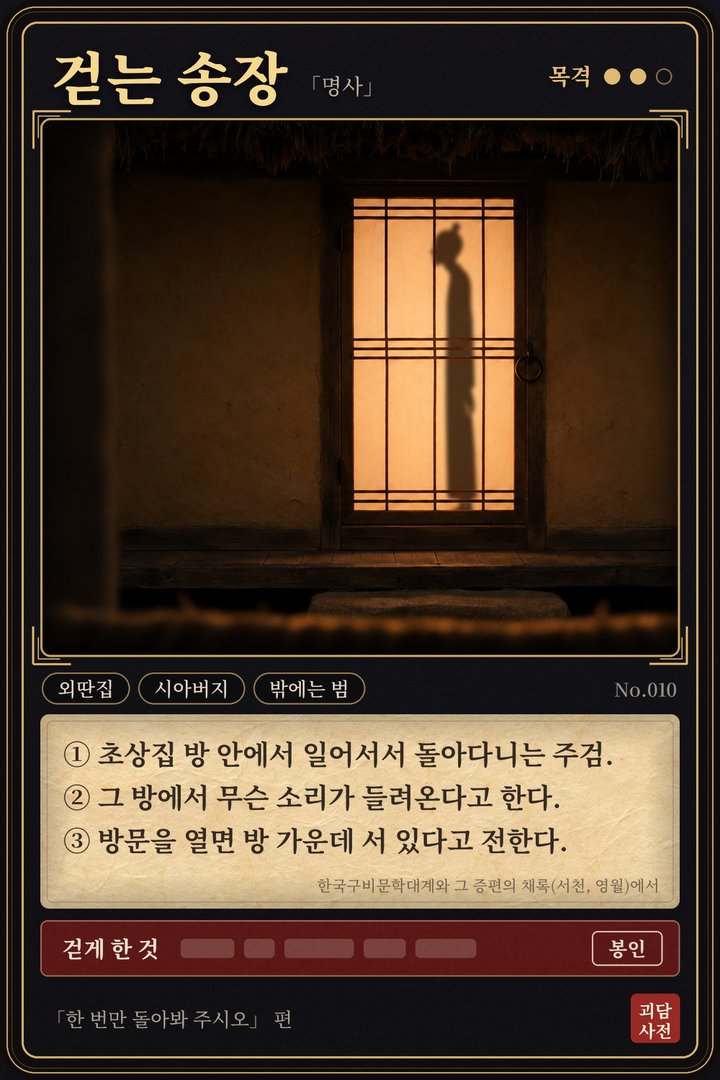 걷는 송장 「명사」 목격
외딴집 시아버지 밖에는 범 No.010
① 초상집 방 안에서 일어서서 돌아다니는 주검.
② 그 방에서 무슨 소리가 들려온다고 한다.
③ 방문을 열면 방 가운데 서 있다고 전한다.
한국구비문학대계와 그 증편의 채록(서천, 영월)에서
걷게 한 것 봉인
「한 번만 돌아봐 주시오」 편
괴담
사전